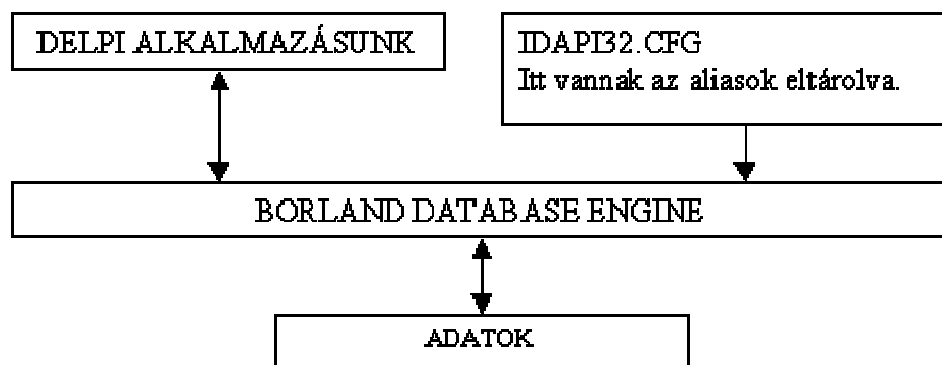 DELPI ALKALMAZÁSUNK
IDAPI32.CFG
Itt vannak az aliasok eltárolva.
BORLAND DATABASE ENGINE
ADATOK